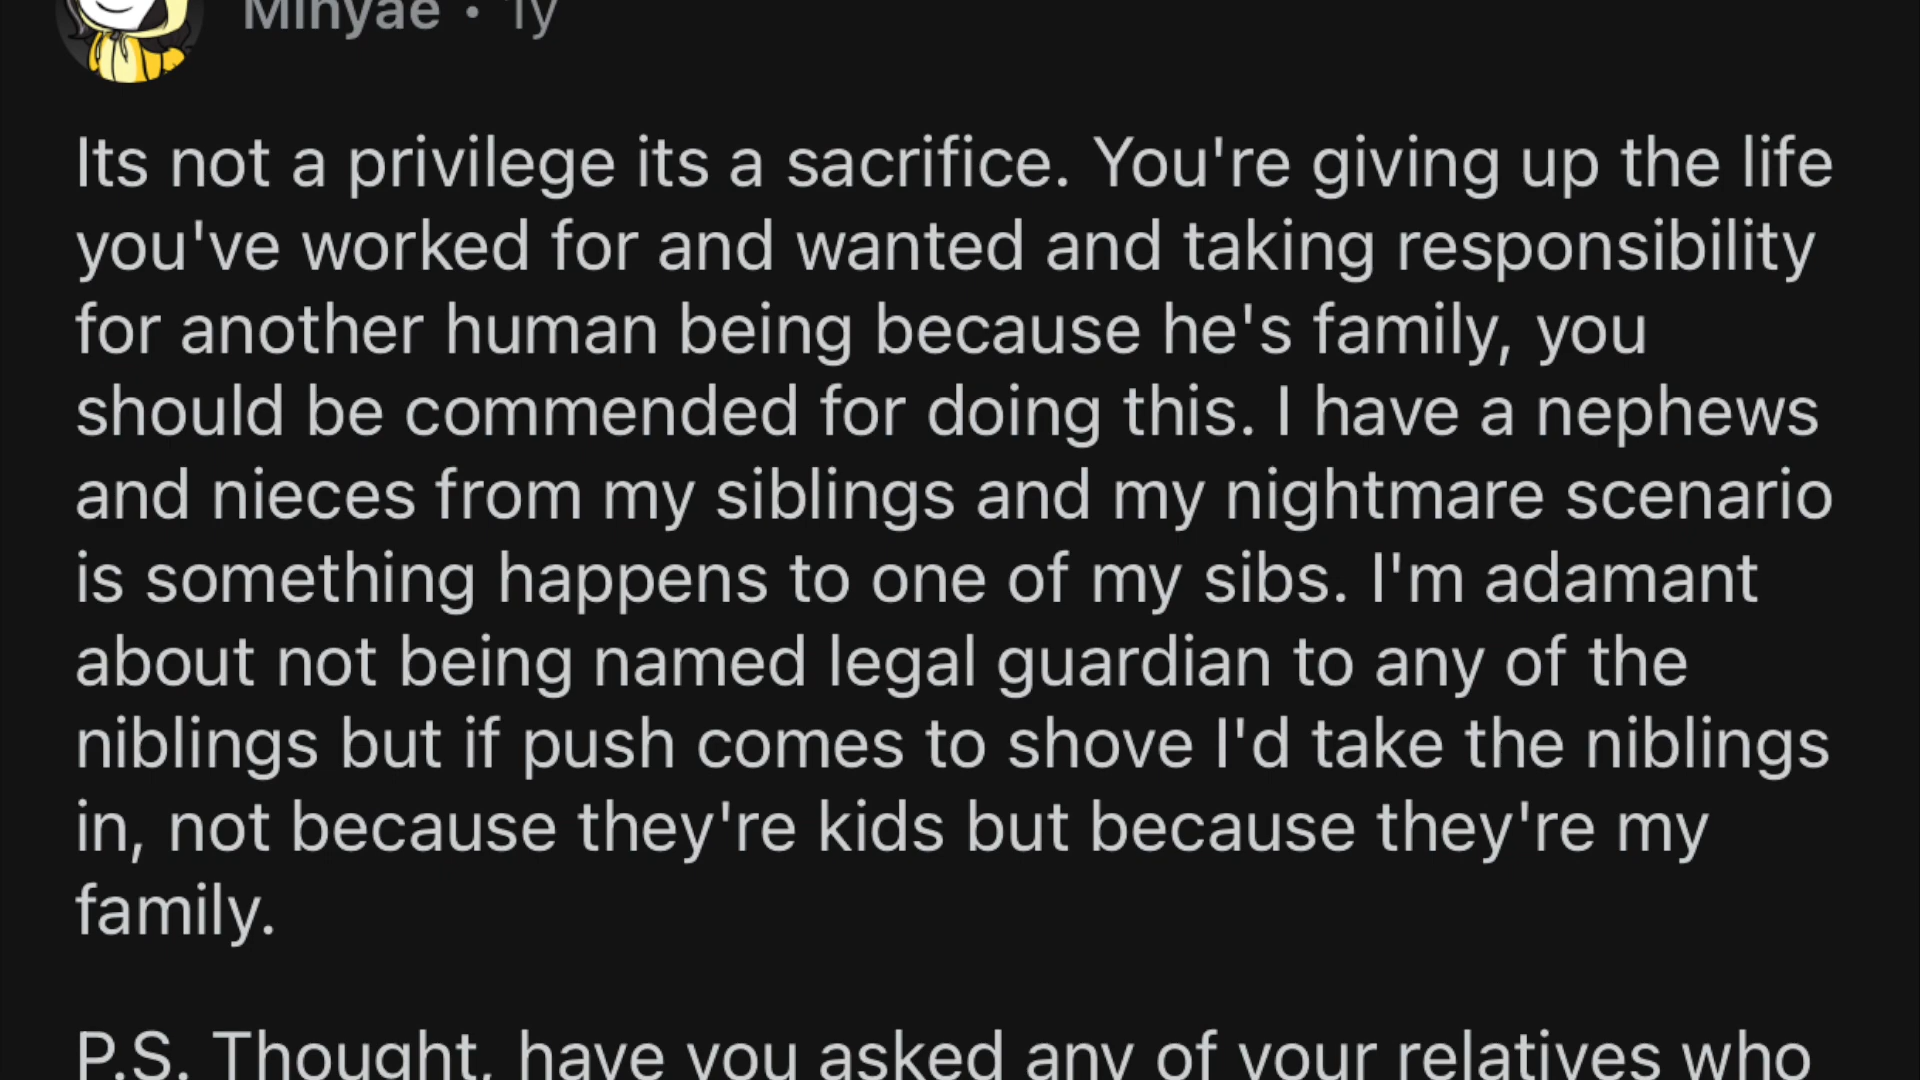 Minyae • 1y
Its not a privilege its a sacrifice. You're giving up the life
you've worked for and wanted and taking responsibility
for another human being because he's family, you
should be commended for doing this. I have a nephews
and nieces from my siblings and my nightmare scenario
is something happens to one of my sibs. I'm adamant
about not being named legal guardian to any of the
niblings but if push comes to shove I'd take the niblings
in, not because they're kids but because they're my
family.
P.S. Thought, have you asked any of your relatives who